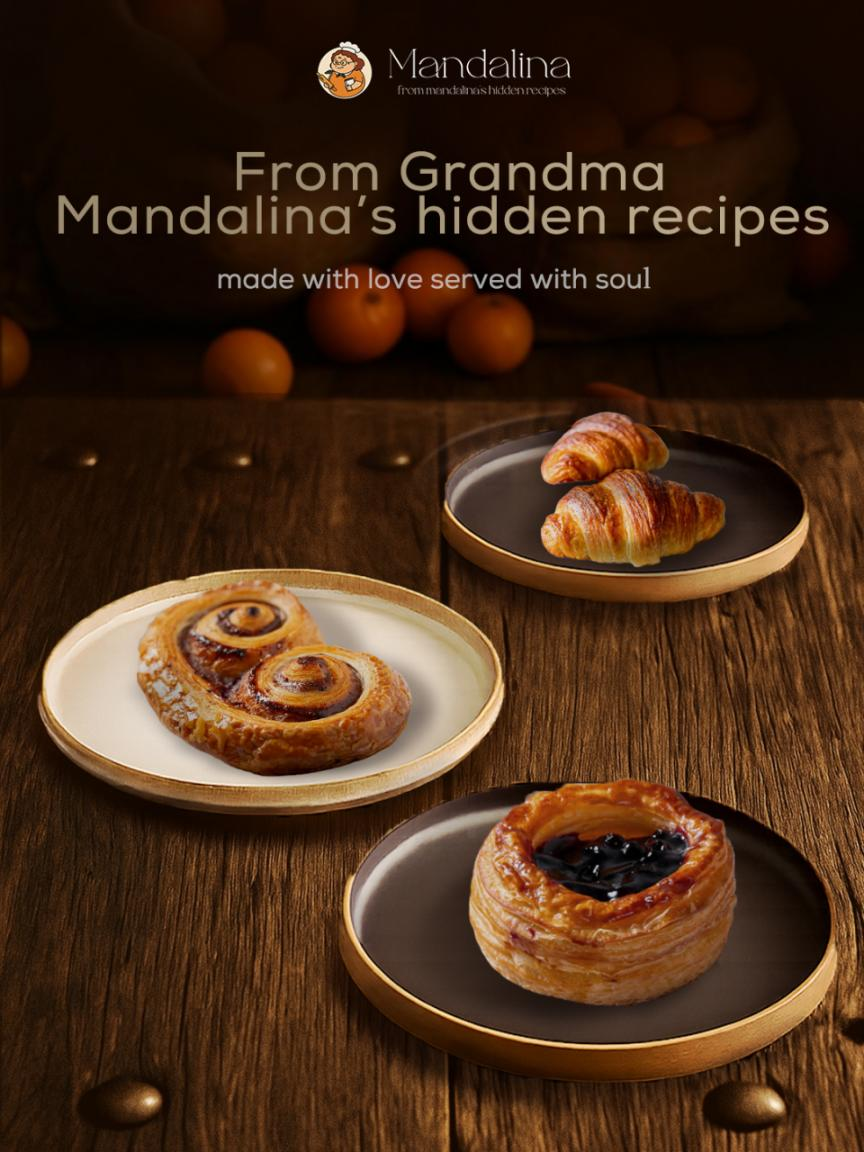 Mandalina
from mandalina's hidden recipes
From Grandma
Mandalina's hidden recipes
made with love served with soul